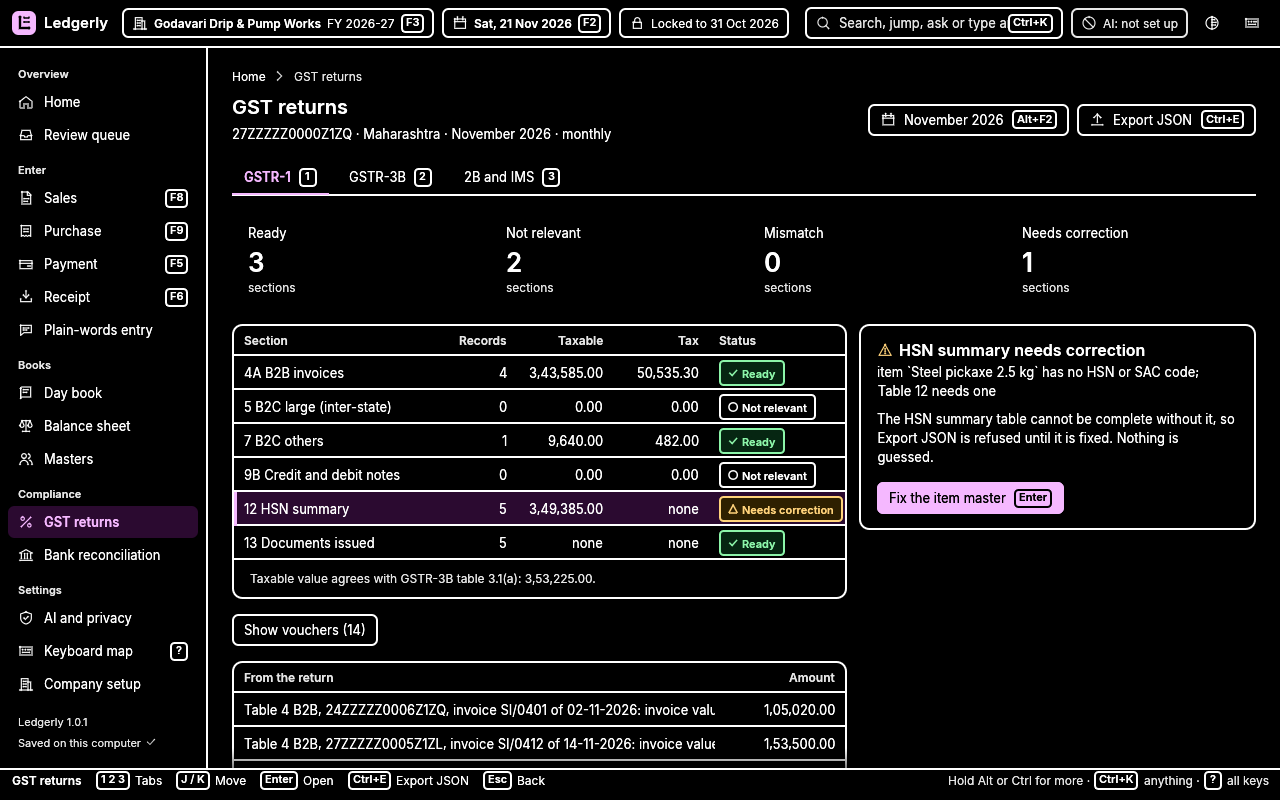 Ledgerly
Godavari Drip & Pump Works FY 2026-27 F3
Sat, 21 Nov 2026 F2
Locked to 31 Oct 2026
Search, jump, ask or type a Ctrl+K
AI: not set up
Overview
Home
Review queue
Enter
Sales F8
Purchase F9
Payment F5
Receipt F6
Plain-words entry
Books
Day book
Balance sheet
Masters
Compliance
GST returns
Bank reconciliation
Settings
AI and privacy
Keyboard map ?
Company setup
Ledgerly 1.0.1
Saved on this computer
Home GST returns
GST returns
27ZZZZZ0000Z1ZQ · Maharashtra · November 2026 · monthly
November 2026 Alt+F2
Export JSON Ctrl+E
GSTR-1 1 GSTR-3B 2 2B and IMS 3
Ready Not relevant Mismatch Needs correction
3 2 0 1
sections sections sections sections
Section Records Taxable Tax Status
4A B2B invoices 4 3,43,585.00 50,535.30 Ready
5 B2C large (inter-state) 0 0.00 0.00 Not relevant
7 B2C others 1 9,640.00 482.00 Ready
9B Credit and debit notes 0 0.00 0.00 Not relevant
12 HSN summary 5 3,49,385.00 none Needs correction
13 Documents issued 5 none none Ready
Taxable value agrees with GSTR-3B table 3.1(a): 3,53,225.00.
HSN summary needs correction
item `Steel pickaxe 2.5 kg` has no HSN or SAC code;
Table 12 needs one
The HSN summary table cannot be complete without it, so
Export JSON is refused until it is fixed. Nothing is
guessed.
Fix the item master Enter
Show vouchers (14)
From the return Amount
Table 4 B2B, 24ZZZZZ0006Z1ZQ, invoice SI/0401 of 02-11-2026: invoice valu 1,05,020.00
Table 4 B2B, 27ZZZZZ0005Z1ZL, invoice SI/0412 of 14-11-2026: invoice value 1,53,500.00
GST returns 1 2 3 Tabs J / K Move Enter Open Ctrl+E Export JSON Esc Back
Hold Alt or Ctrl for more · Ctrl+K anything · ? all keys